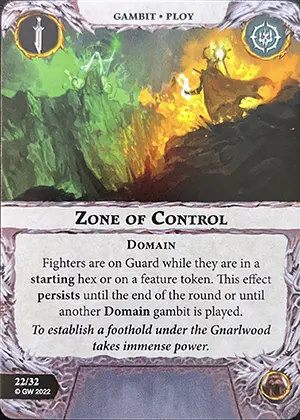 GAMBIT • PLOY
ZONE OF CONTROL
DOMAIN
Fighters are on Guard while they are in a
starting hex or on a feature token. This effect
persists until the end of the round or until
another Domain gambit is played.
To establish a foothold under the Gnarlwood
takes immense power.
22/32
© GW 2022